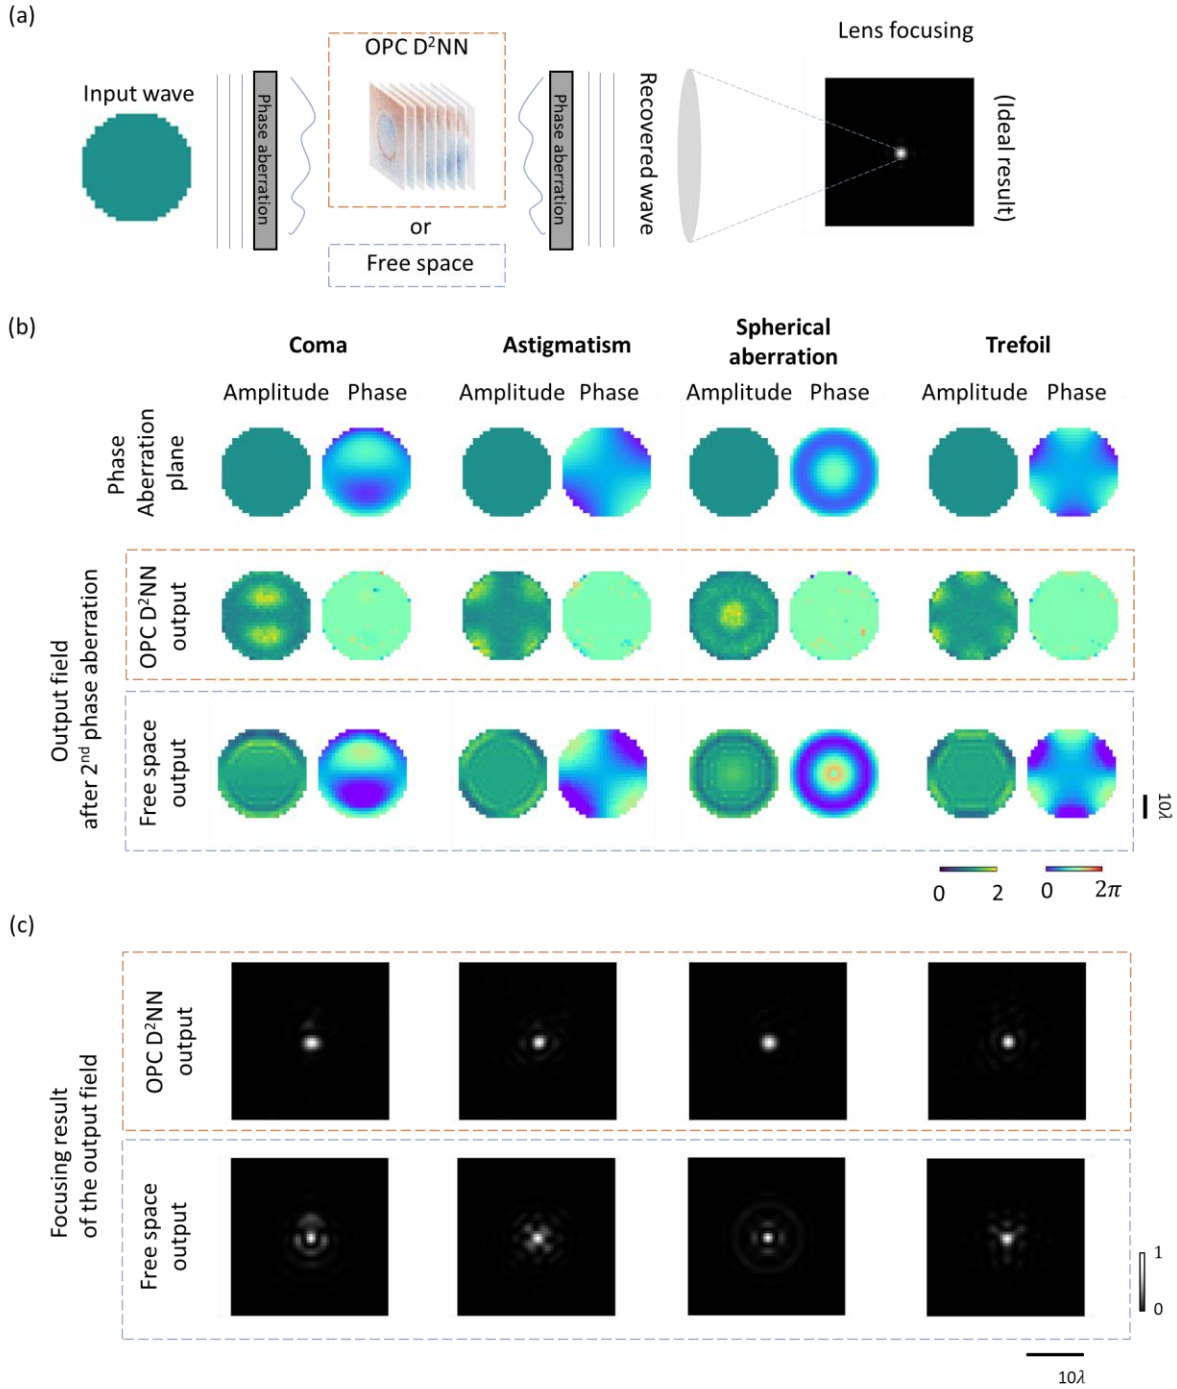 (a)
Input wave
Phase aberration
OPC D²NN
or
Free space
Phase aberration
Recovered wave
Lens focusing
(Ideal result)
(b)
Coma
Astigmatism
Spherical
aberration
Trefoil
Amplitude Phase
Amplitude Phase
Amplitude Phase
Amplitude Phase
Phase
Aberration
plane
Output field
after 2nd phase aberration
OPC D²NN
output
Free space
output
10λ
0 2
0 2π
(c)
Focusing result
of the output field
OPC D²NN
output
Free space
output
1
0
10λ